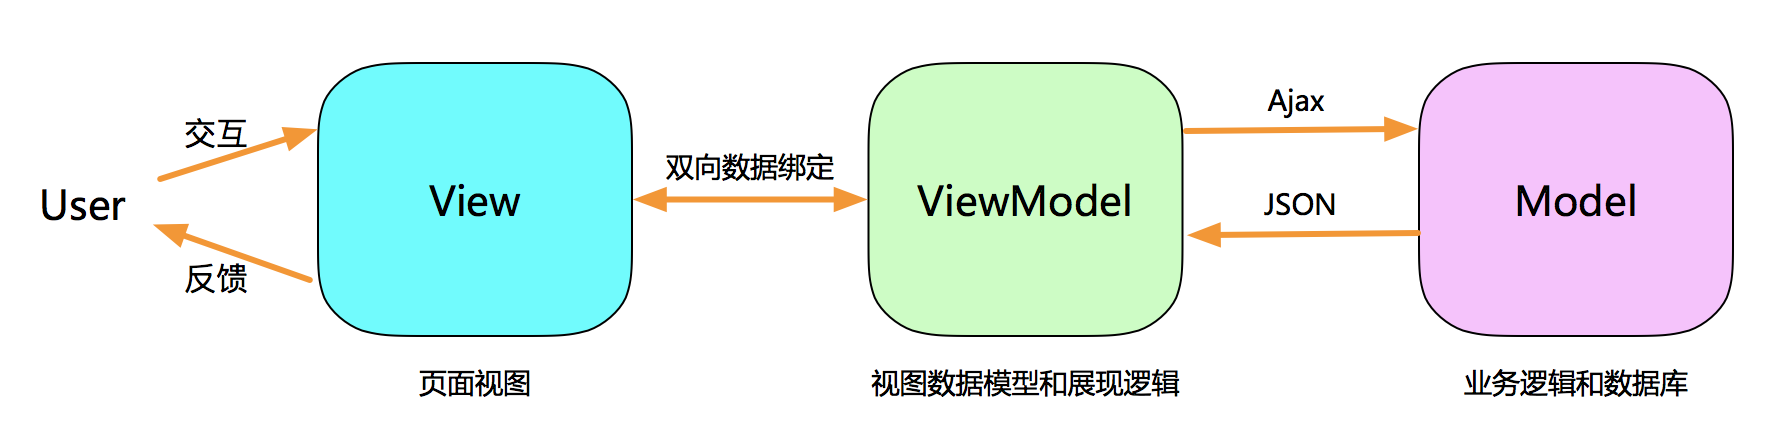 User
交互
反馈
View
页面视图
双向数据绑定
ViewModel
视图数据模型和展现逻辑
Ajax
JSON
Model
业务逻辑和数据库